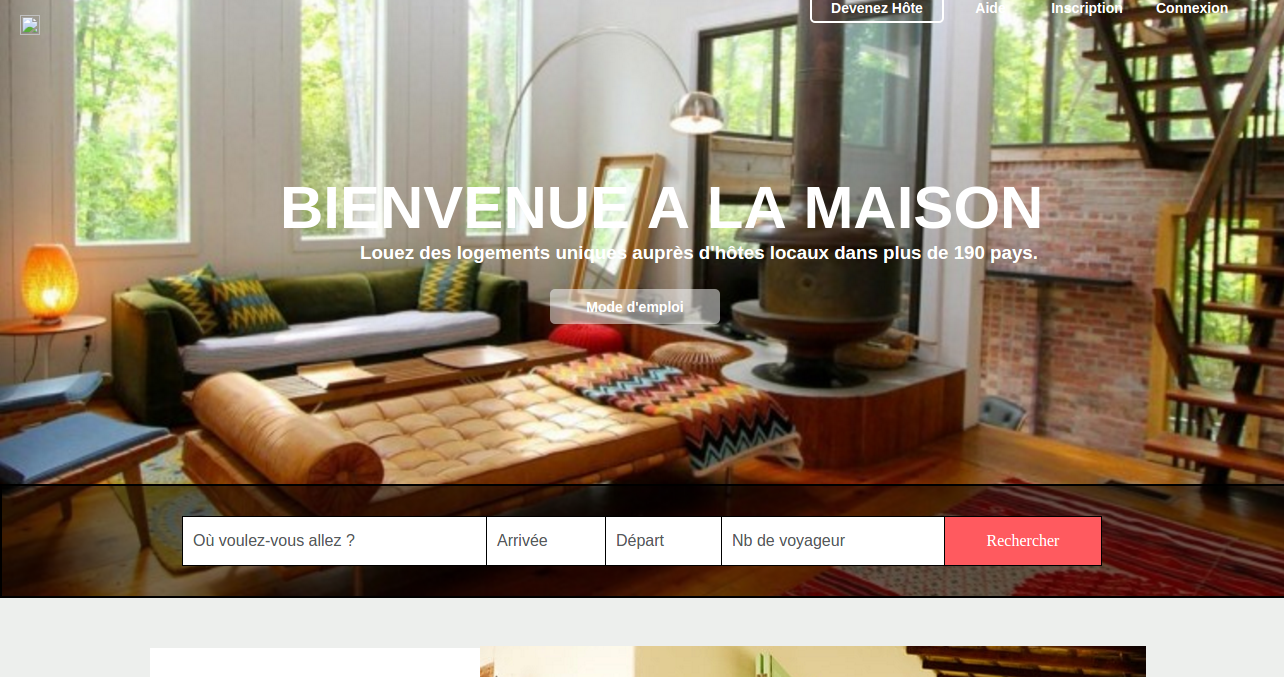 Devenez Hôte Aide Inscription Connexion
BIENVENUE A LA MAISON
Louez des logements uniques auprès d'hôtes locaux dans plus de 190 pays.
Mode d'emploi
Où voulez-vous allez ? Arrivée Départ Nb de voyageur Rechercher